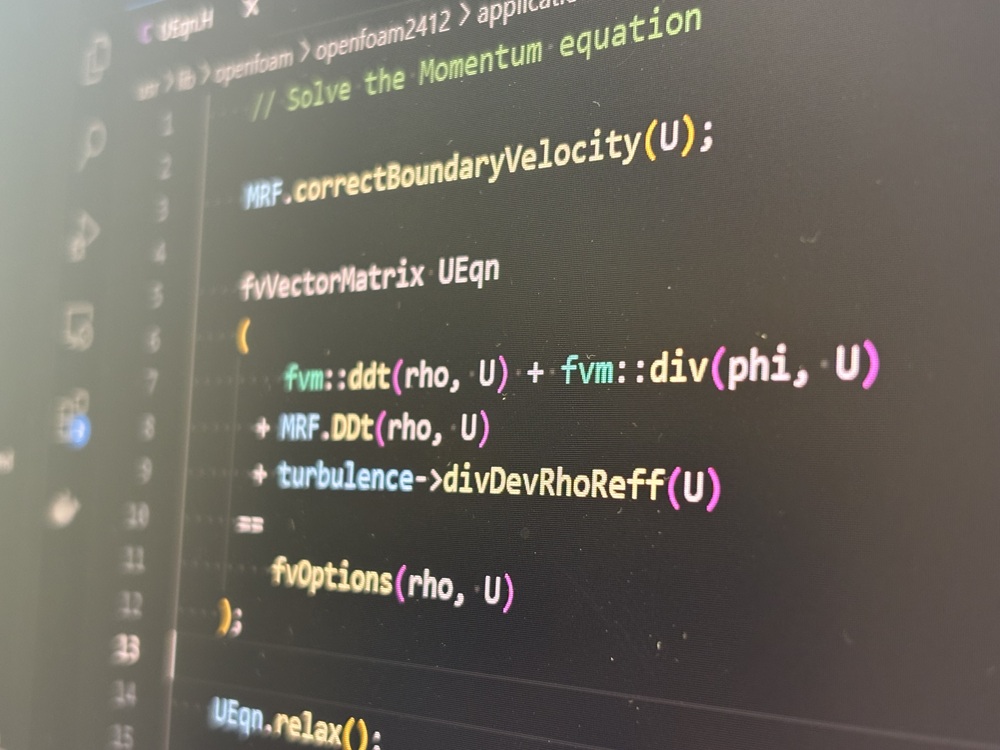 UEqn.H
usr > lib > openfoam > openfoam2412 >
1 // Solve the Momentum equation
2
3 MRF.correctBoundaryVelocity(U);
4
5 fvVectorMatrix UEqn
6 (
7 fvm::ddt(rho, U) + fvm::div(phi, U)
8 + MRF.DDt(rho, U)
9 + turbulence->divDevRhoReff(U)
10 ==
11 fvOptions(rho, U)
12 );
13
14 UEqn.relax();
15